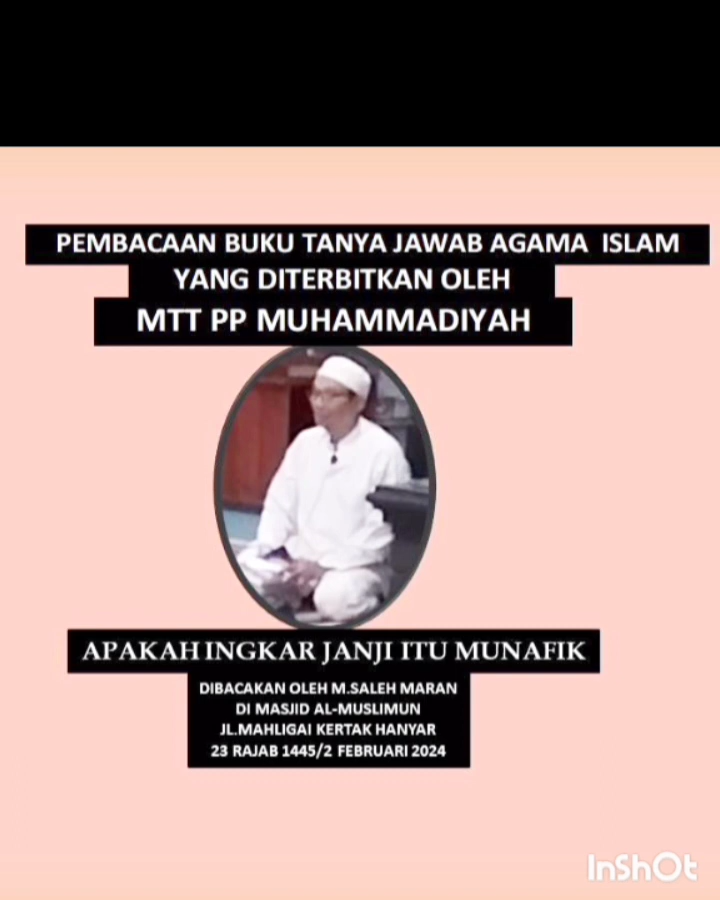 PEMBACAAN BUKU TANYA JAWAB AGAMA ISLAM
YANG DITERBITKAN OLEH
MTT PP MUHAMMADIYAH
APAKAH INGKAR JANJI ITU MUNAFIK
DIBACAKAN OLEH M.SALEH MARAN
DI MASJID AL-MUSLIMUN
JL.MAHLIGAI KERTAK HANYAR
23 RAJAB 1445/2 FEBRUARI 2024
InShOt